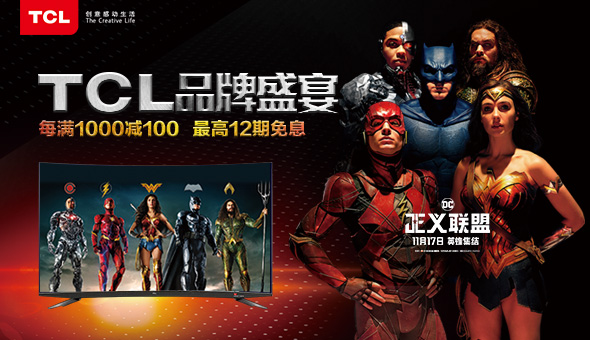 TCL
创意感动生活
The Creative Life
TCL品牌盛宴
每满1000减100 最高12期免息
DC
正义联盟
11月17日 英雄集结